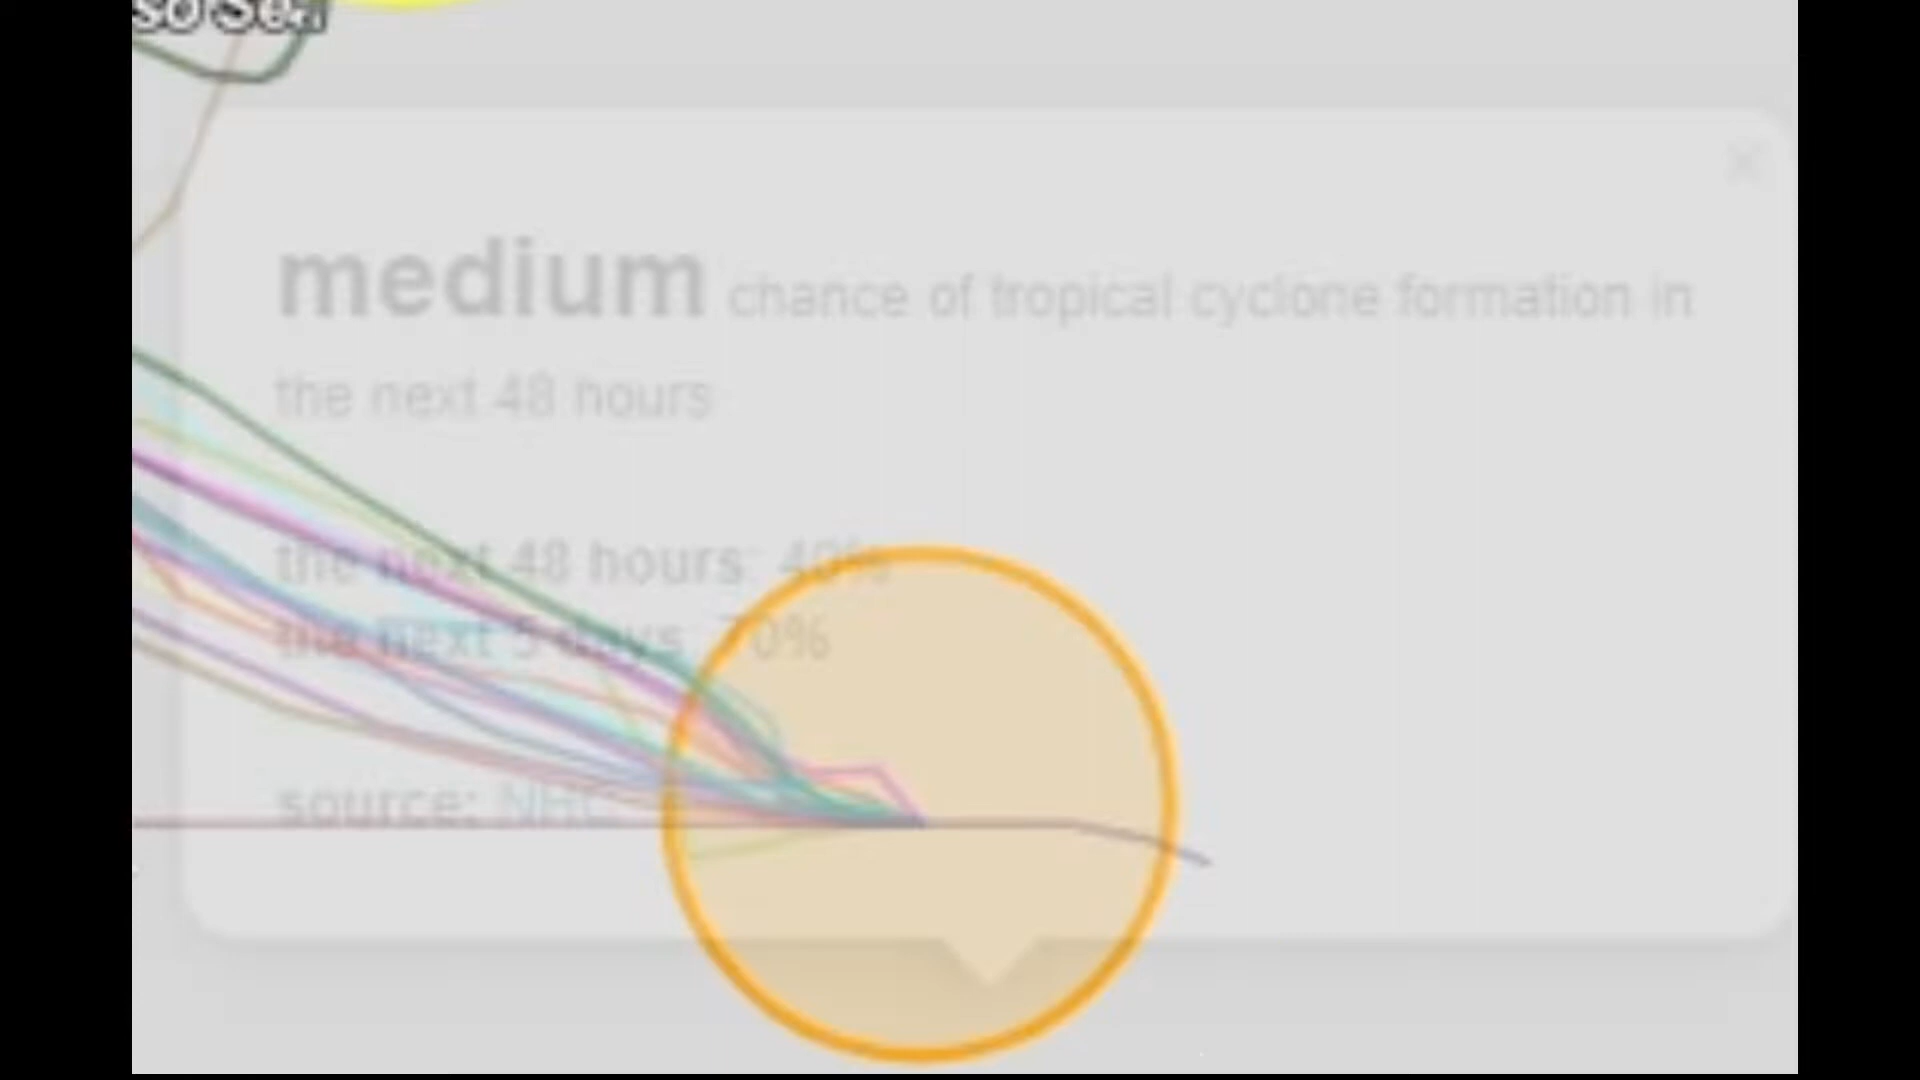 medium chance of tropical cyclone formation in
the next 48 hours
the next 48 hours: 40%
the next 5 days: 70%
source: NHC